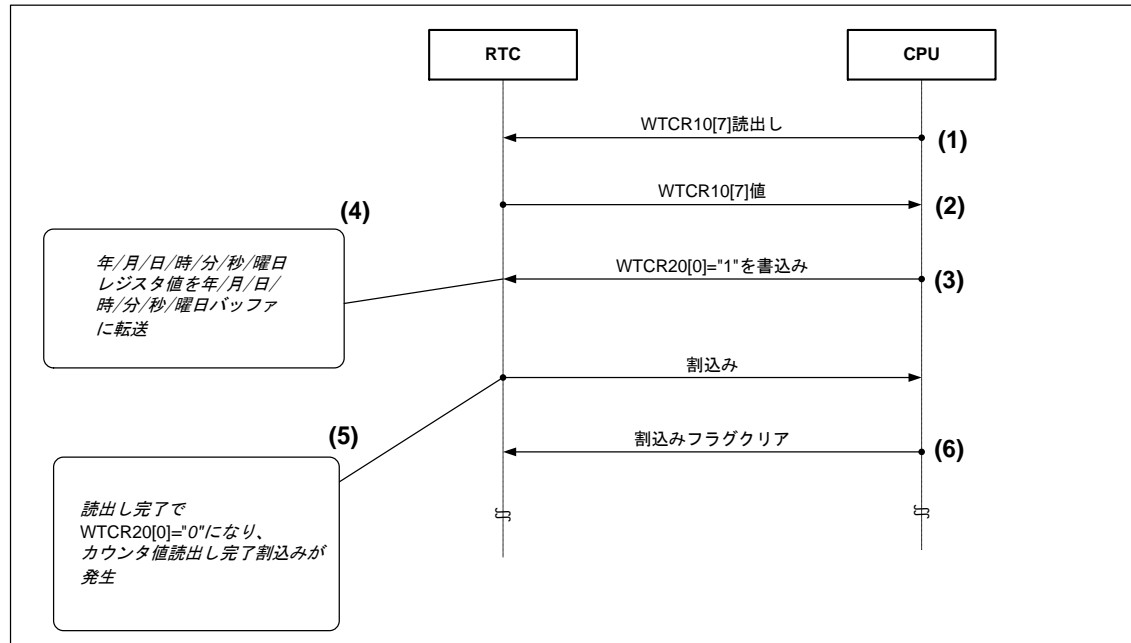 RTC
CPU
WTCR10[7]読出し
(1)
WTCR10[7]値
(2)
(4)
年/月/日/時/分/秒/曜日
レジスタ値を年/月/日/
時/分/秒/曜日バッファ
に転送
WTCR20[0]="1"を書込み
(3)
割込み
(5)
読出し完了で
WTCR20[0]="0"になり、
カウンタ値読出し完了割込みが
発生
割込みフラグクリア
(6)